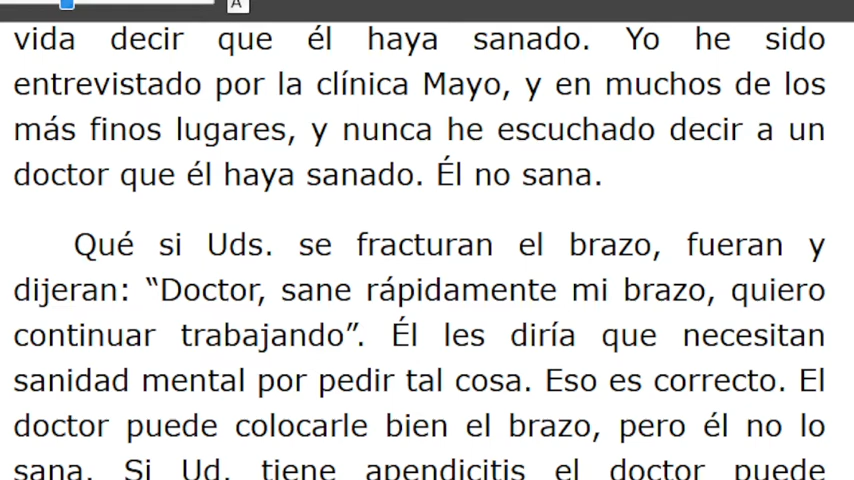 A
vida decir que él haya sanado. Yo he sido
entrevistado por la clínica Mayo, y en muchos de los
más finos lugares, y nunca he escuchado decir a un
doctor que él haya sanado. Él no sana.
Qué si Uds. se fracturan el brazo, fueran y
dijeran: “Doctor, sane rápidamente mi brazo, quiero
continuar trabajando”. Él les diría que necesitan
sanidad mental por pedir tal cosa. Eso es correcto. El
doctor puede colocarle bien el brazo, pero él no lo
sana. Si Ud. tiene apendicitis el doctor puede